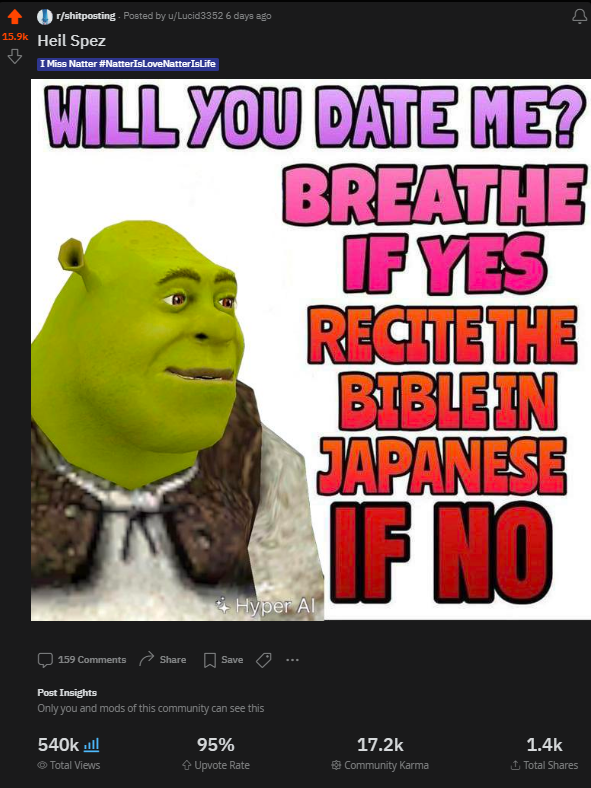 r/shitposting · Posted by u/Lucid3352 6 days ago
15.9k
Heil Spez
I Miss Natter #NatterIsLoveNatterIsLife
WILL YOU DATE ME?
BREATHE
IF YES
RECITE THE
BIBLE IN
JAPANESE
IF NO
Hyper AI
159 Comments Share Save
Post Insights
Only you and mods of this community can see this
540k 95% 17.2k 1.4k
Total Views Upvote Rate Community Karma Total Shares